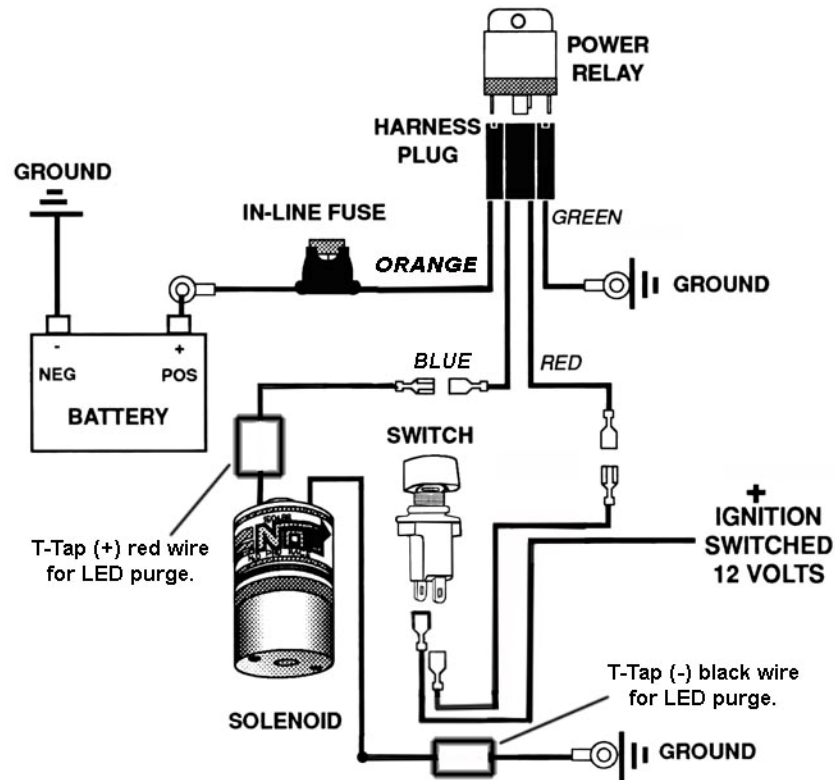 POWER
RELAY
HARNESS
PLUG
GROUND
IN-LINE FUSE
GREEN
ORANGE
GROUND
-
+
NEG
POS
BATTERY
BLUE
RED
SWITCH
+
IGNITION
SWITCHED
12 VOLTS
T-Tap (+) red wire
for LED purge.
T-Tap (-) black wire
for LED purge.
SOLENOID
GROUND